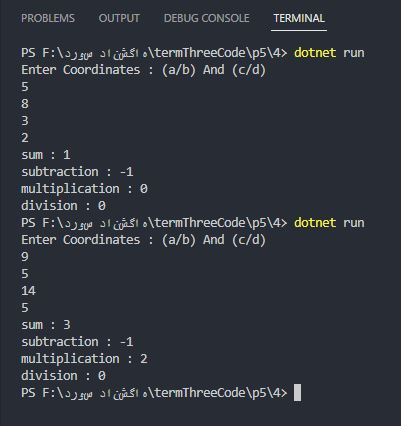 PROBLEMS OUTPUT DEBUG CONSOLE TERMINAL
PS F:\دروس دانشگاه\termThreeCode\p5\4> dotnet run
Enter Coordinates : (a/b) And (c/d)
5
8
3
2
sum : 1
subtraction : -1
multiplication : 0
division : 0
PS F:\دروس دانشگاه\termThreeCode\p5\4> dotnet run
Enter Coordinates : (a/b) And (c/d)
9
5
14
5
sum : 3
subtraction : -1
multiplication : 2
division : 0
PS F:\دروس دانشگاه\termThreeCode\p5\4>